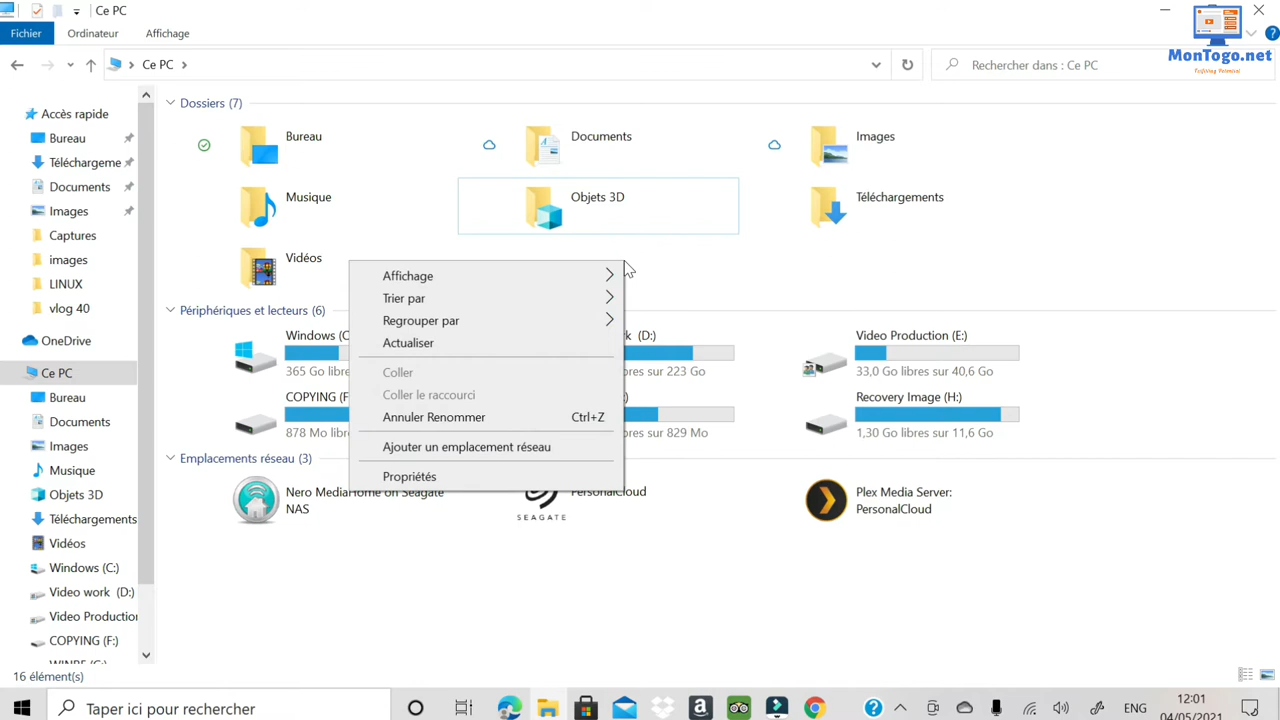 Ce PC
Fichier
Ordinateur
Affichage
MonTogo.net
Ce PC
Rechercher dans : Ce PC
Accès rapide
Bureau
Téléchargeme
Documents
Images
Captures
images
LINUX
vlog 40
OneDrive
Ce PC
Bureau
Documents
Images
Musique
Objets 3D
Téléchargements
Vidéos
Windows (C:)
Video work (D:)
Video Production
COPYING (F:)
Dossiers (7)
Bureau
Documents
Images
Musique
Objets 3D
Téléchargements
Vidéos
Périphériques et lecteurs (6)
Windows (C
k (D:)
Video Production (E:)
365 Go libres
res sur 223 Go
33,0 Go libres sur 40,6 Go
COPYING (F
:)
Recovery Image (H:)
878 Mo libres
res sur 829 Mo
1,30 Go libres sur 11,6 Go
Emplacements réseau (3)
Nero MediaHome on Seagate
NAS
SEAGATE
PersonalCloud
Plex Media Server:
PersonalCloud
Affichage
Trier par
Regrouper par
Actualiser
Coller
Coller le raccourci
Annuler Renommer Ctrl+Z
Ajouter un emplacement réseau
Propriétés
16 élément(s)
Taper ici pour rechercher
ENG
12:01
04/05/2021